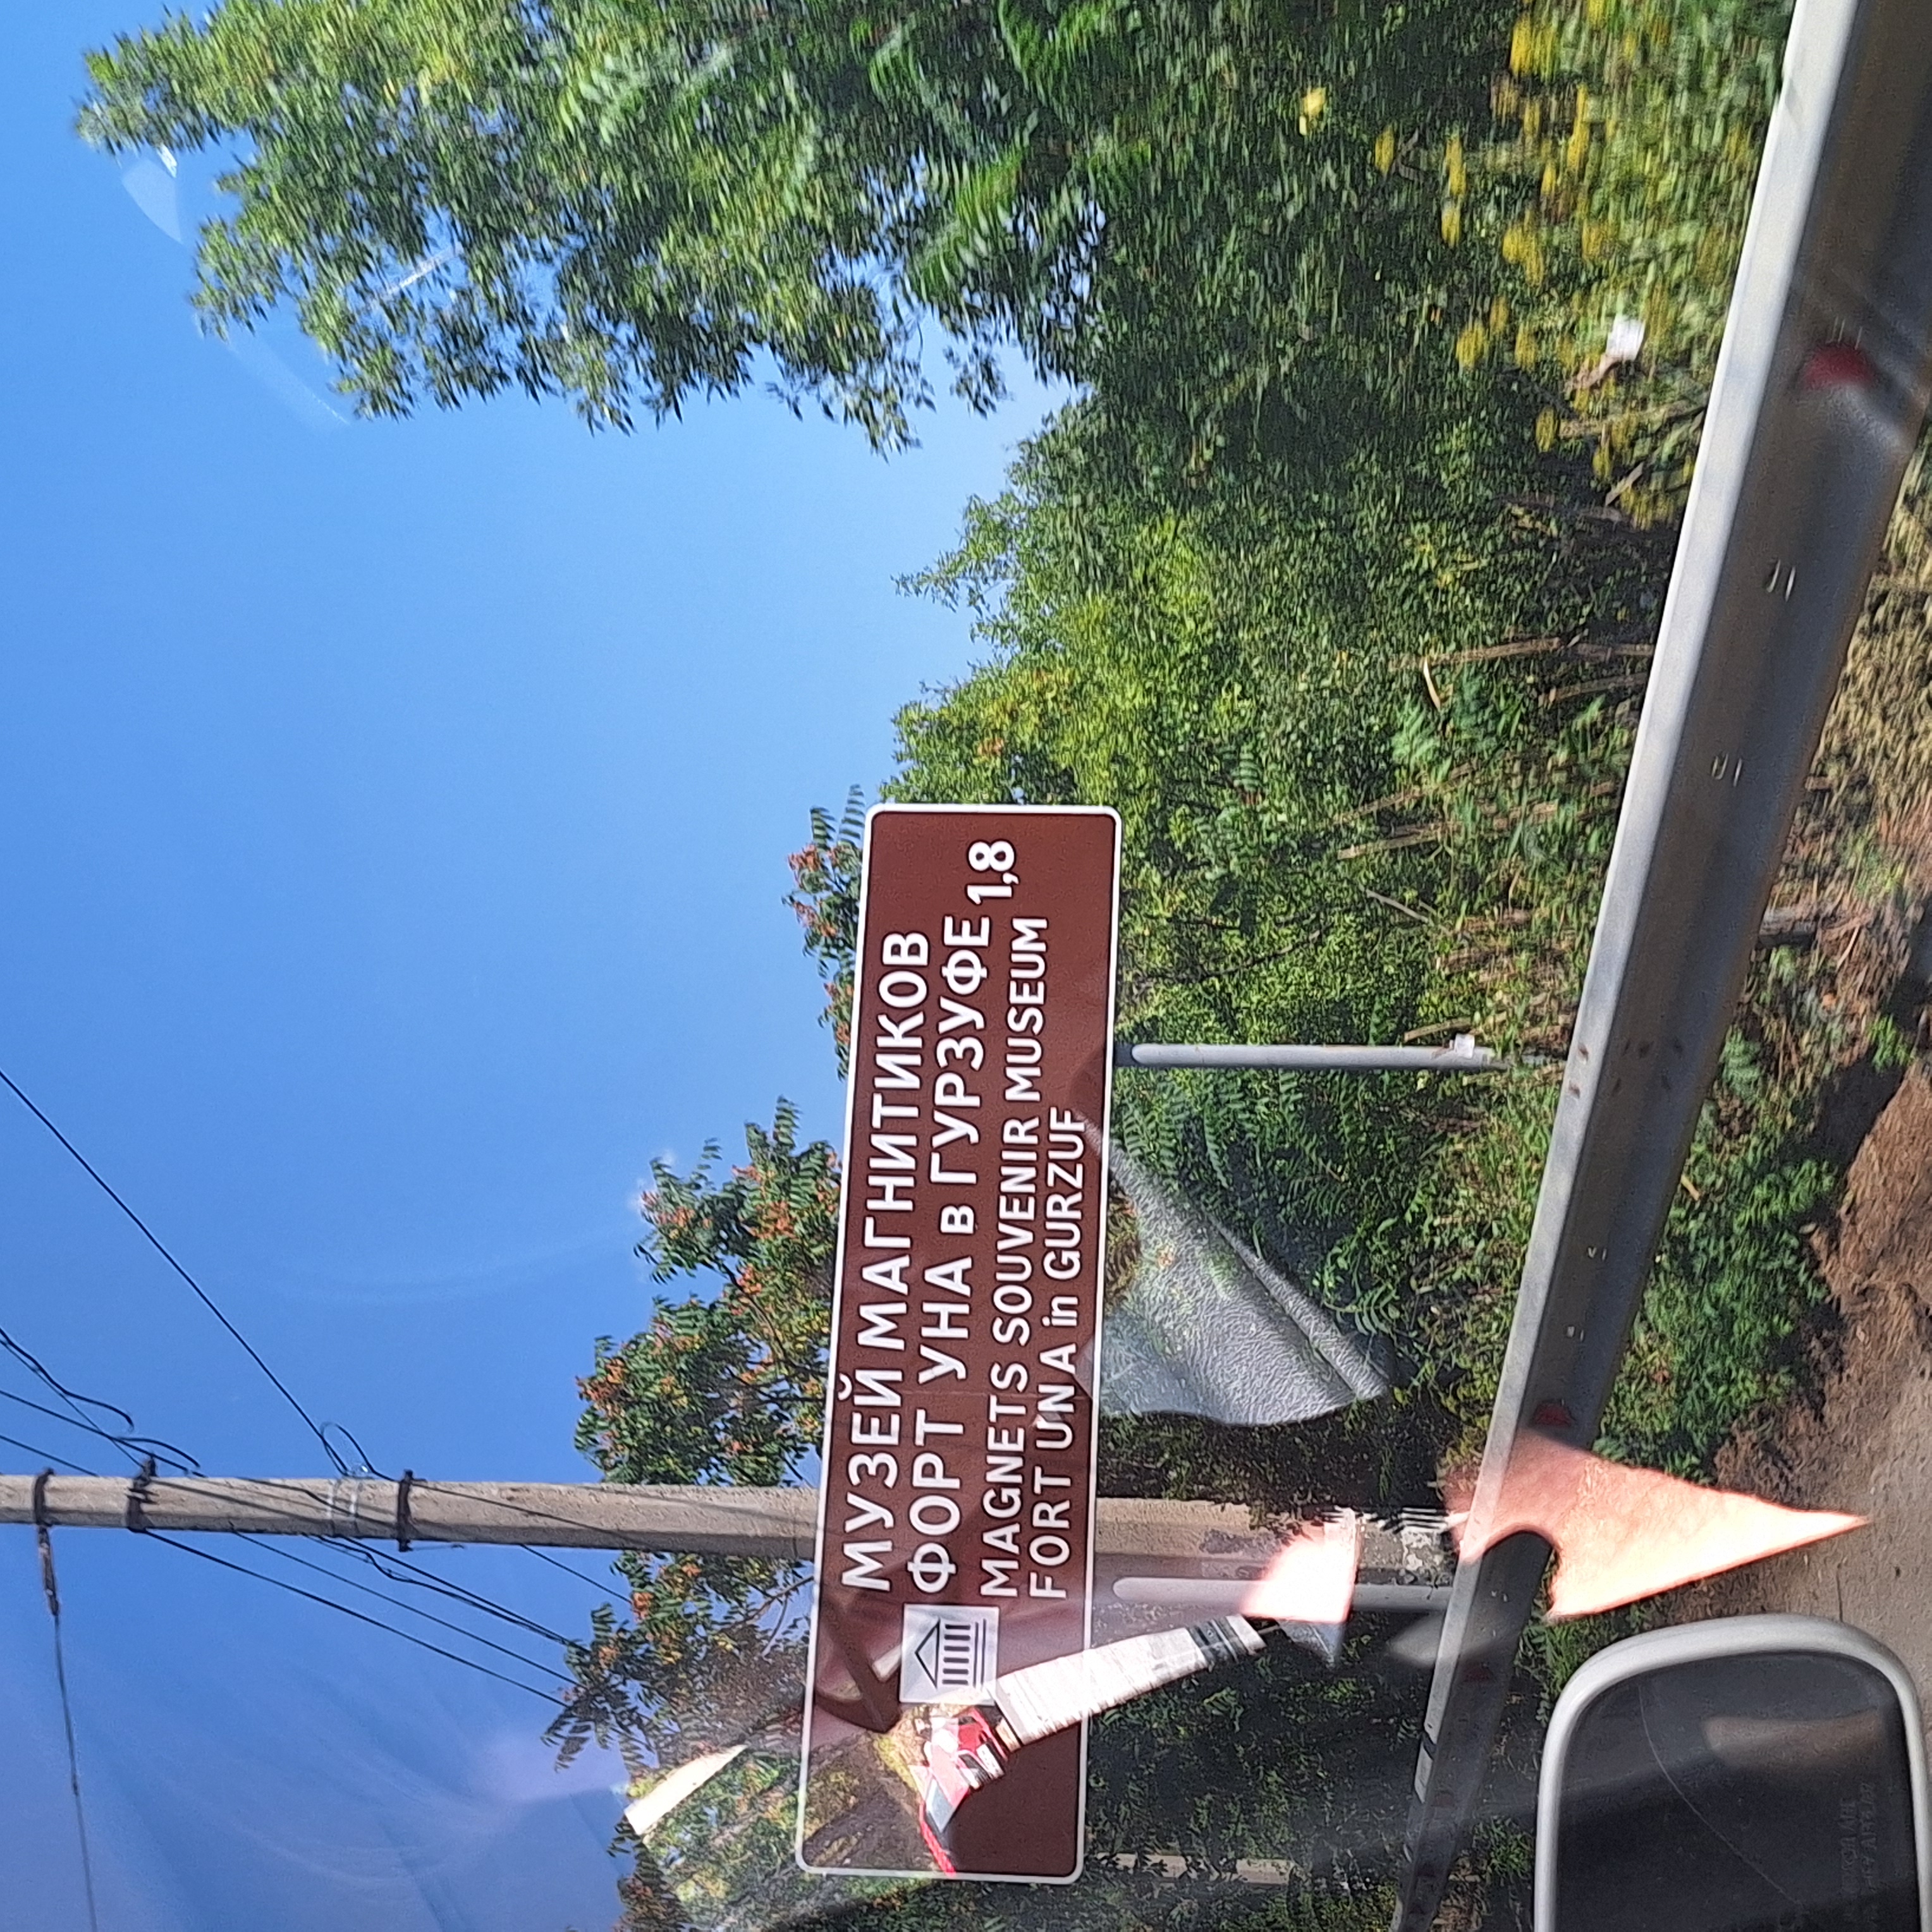 МУЗЕЙ МАГНИТИКОВ
ФОРТ УНА в ГУРЗУФЕ 1,8
MAGNETS SOUVENIR MUSEUM
FORT UNA in GURZUF